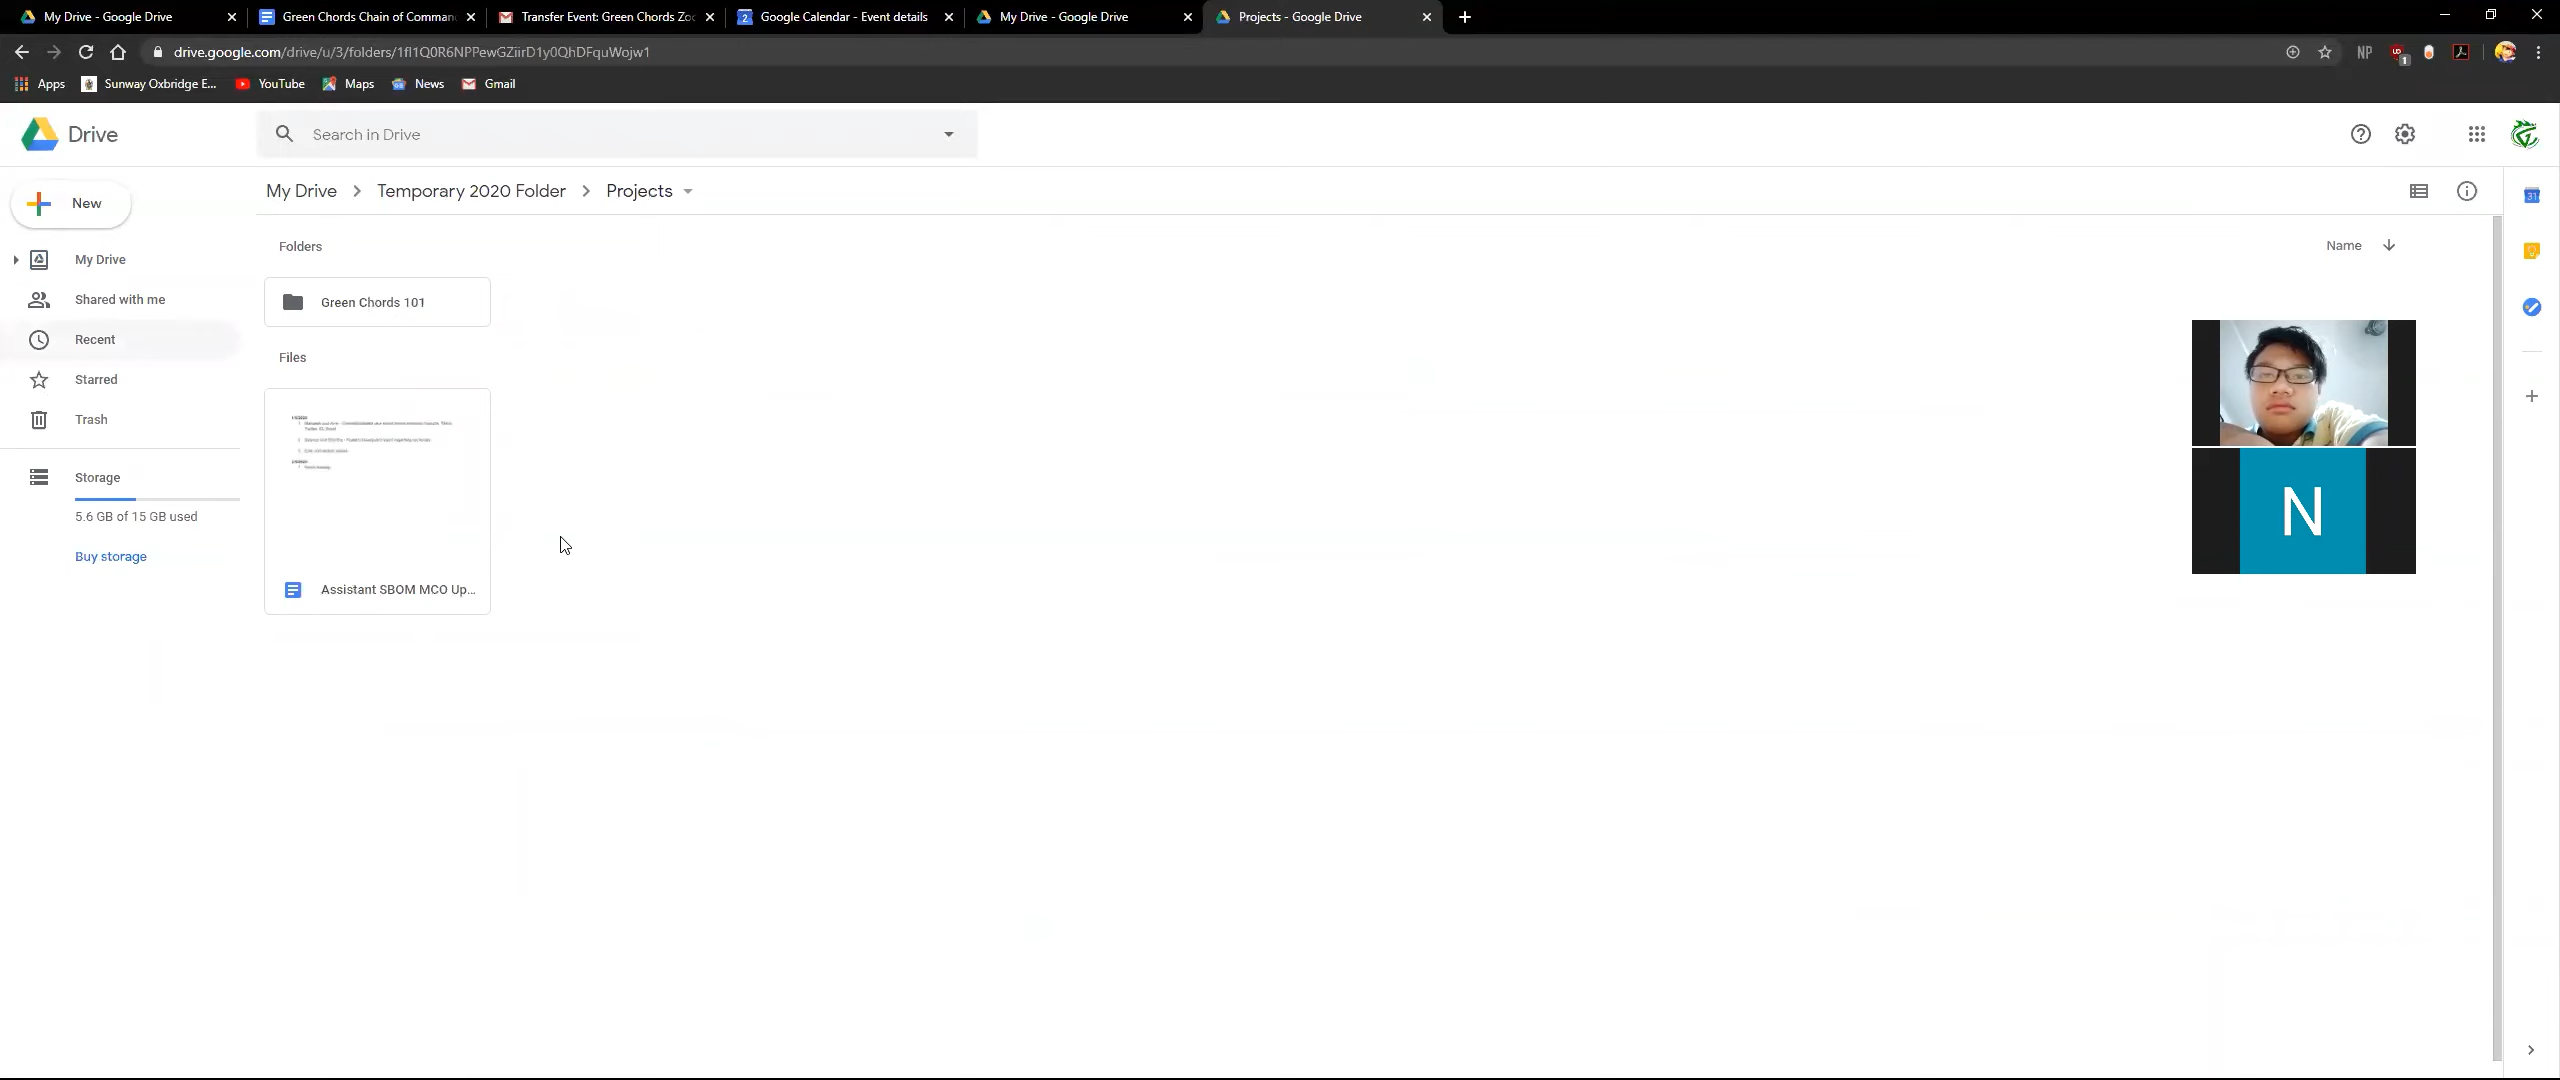 My Drive - Google Drive
Green Chords Chain of Comman
Transfer Event: Green Chords Zoo
Google Calendar - Event details
My Drive - Google Drive
Projects - Google Drive
drive.google.com/drive/u/3/folders/1fl1Q0R6NPPewGZiirD1y0QhDFquWojw1
NP
1
Apps
Sunway Oxbridge E...
YouTube
Maps
News
Gmail
Drive
Search in Drive
My Drive
Temporary 2020 Folder
Projects
New
31
Folders
Name
My Drive
Shared with me
Green Chords 101
Recent
Files
Starred
Trash
Storage
5.6 GB of 15 GB used
N
Buy storage
Assistant SBOM MCO Up...